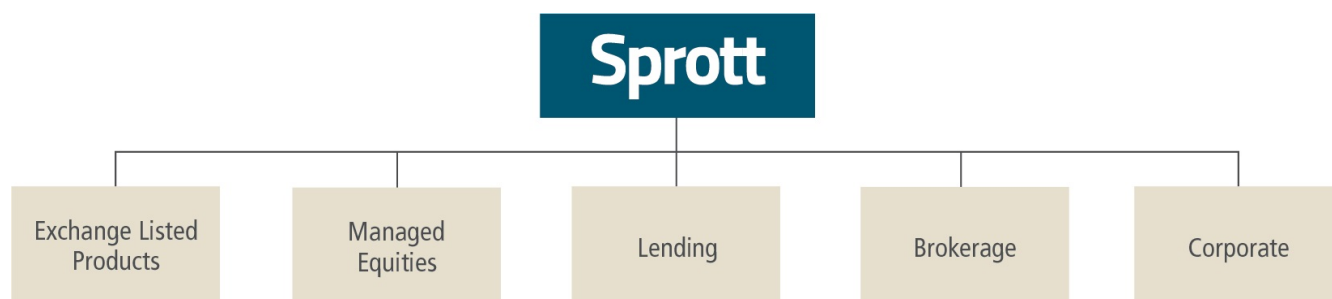 Sprott
Exchange Listed
Products
Managed
Equities
Lending
Brokerage
Corporate